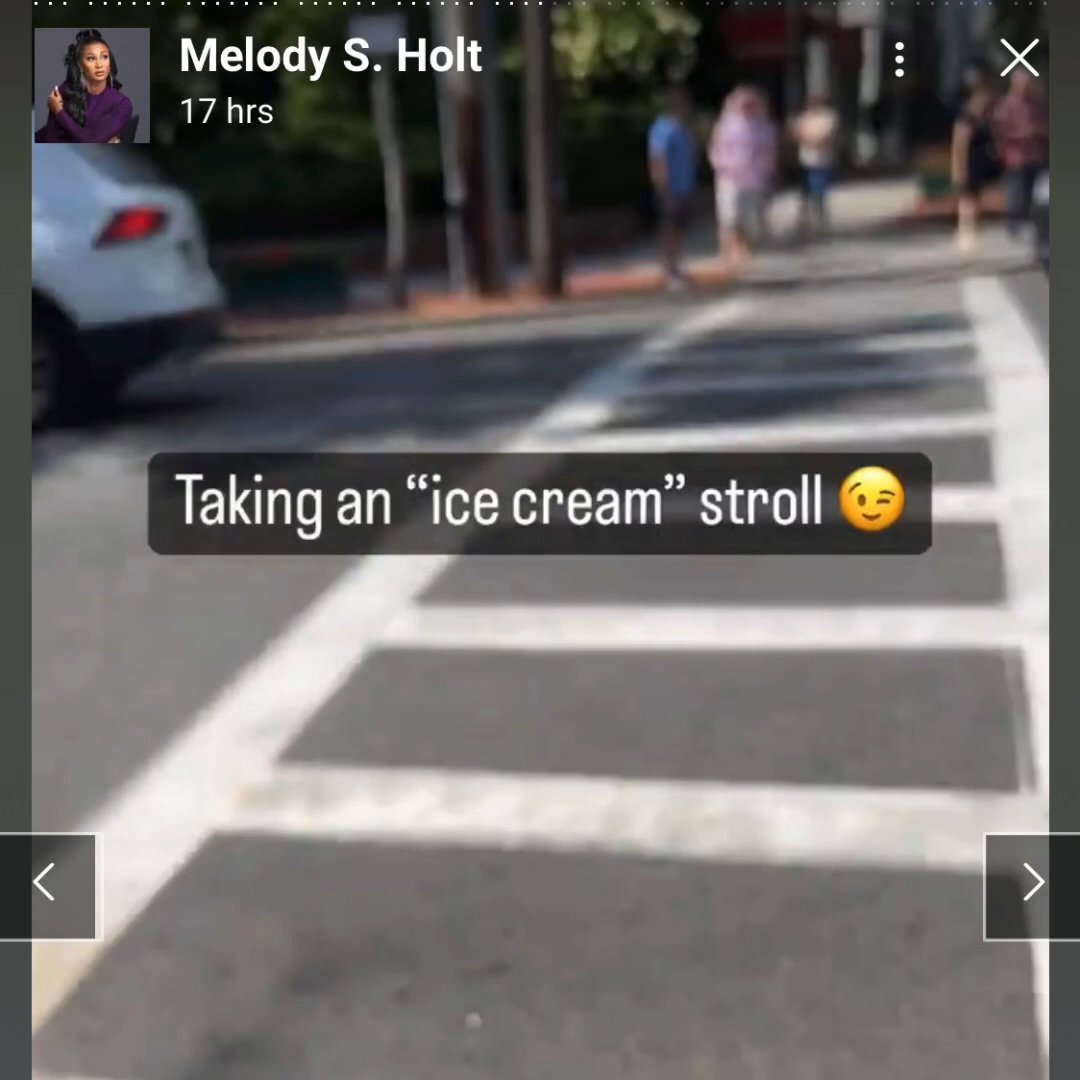 Melody S. Holt
17 hrs
Taking an “ice cream” stroll 😉